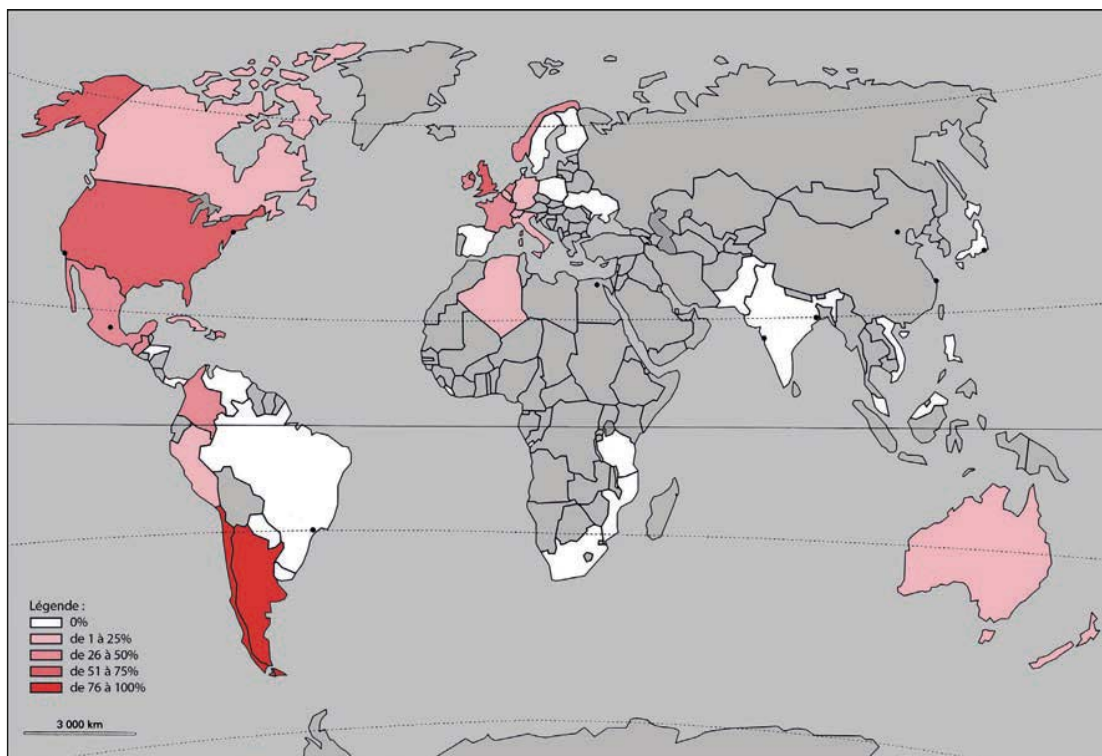 Légende :
0%
de 1 à 25%
de 26 à 50%
de 51 à 75%
de 76 à 100%
3 000 km